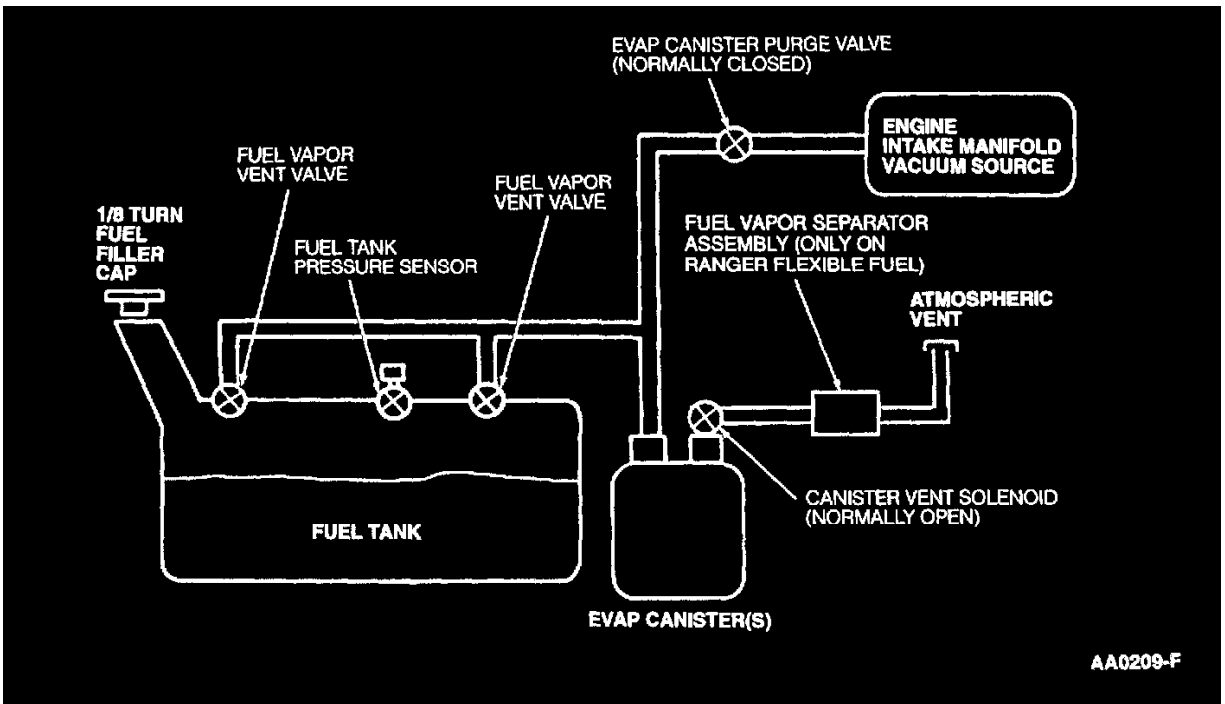 EVAP CANISTER PURGE VALVE
(NORMALLY CLOSED)
ENGINE
INTAKE MANIFOLD
VACUUM SOURCE
FUEL VAPOR
VENT VALVE
FUEL VAPOR
VENT VALVE
1/8 TURN
FUEL
FILLER
CAP
FUEL TANK
PRESSURE SENSOR
FUEL VAPOR SEPARATOR
ASSEMBLY (ONLY ON
RANGER FLEXIBLE FUEL)
ATMOSPHERIC
VENT
CANISTER VENT SOLENOID
(NORMALLY OPEN)
FUEL TANK
EVAP CANISTER(S)
AA0209-F